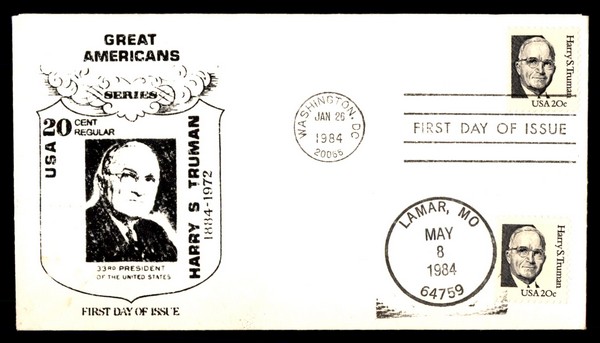 GREAT
AMERICANS
SERIES
USA 20 CENT
REGULAR
HARRY S TRUMAN
1884-1972
33RD PRESIDENT
OF THE UNITED STATES
FIRST DAY OF ISSUE
WASHINGTON, DC
JAN 26
1984
20066
FIRST DAY OF ISSUE
Harry S. Truman
USA 20c
LAMAR, MO
MAY
8
1984
64759
Harry S. Truman
USA 20c